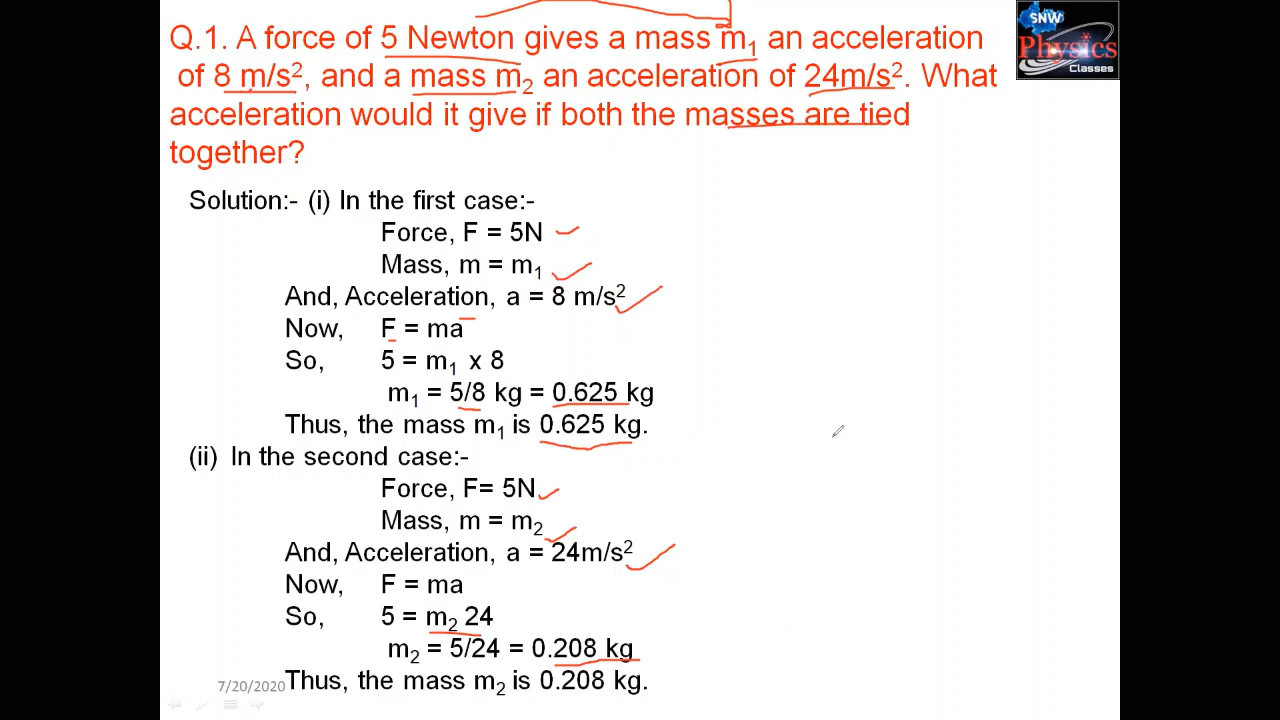 SNW
Physics
Classes
Q.1. A force of 5 Newton gives a mass m₁ an acceleration
of 8 m/s², and a mass m₂ an acceleration of 24m/s². What
acceleration would it give if both the masses are tied
together?
Solution:- (i) In the first case:-
Force, F = 5N
Mass, m = m₁
And, Acceleration, a = 8 m/s²
Now, F = ma
So, 5 = m₁ x 8
m₁ = 5/8 kg = 0.625 kg
Thus, the mass m₁ is 0.625 kg.
(ii) In the second case:-
Force, F= 5N
Mass, m = m₂
And, Acceleration, a = 24m/s²
Now, F = ma
So, 5 = m₂ 24
m₂ = 5/24 = 0.208 kg
Thus, the mass m₂ is 0.208 kg.
7/20/2020